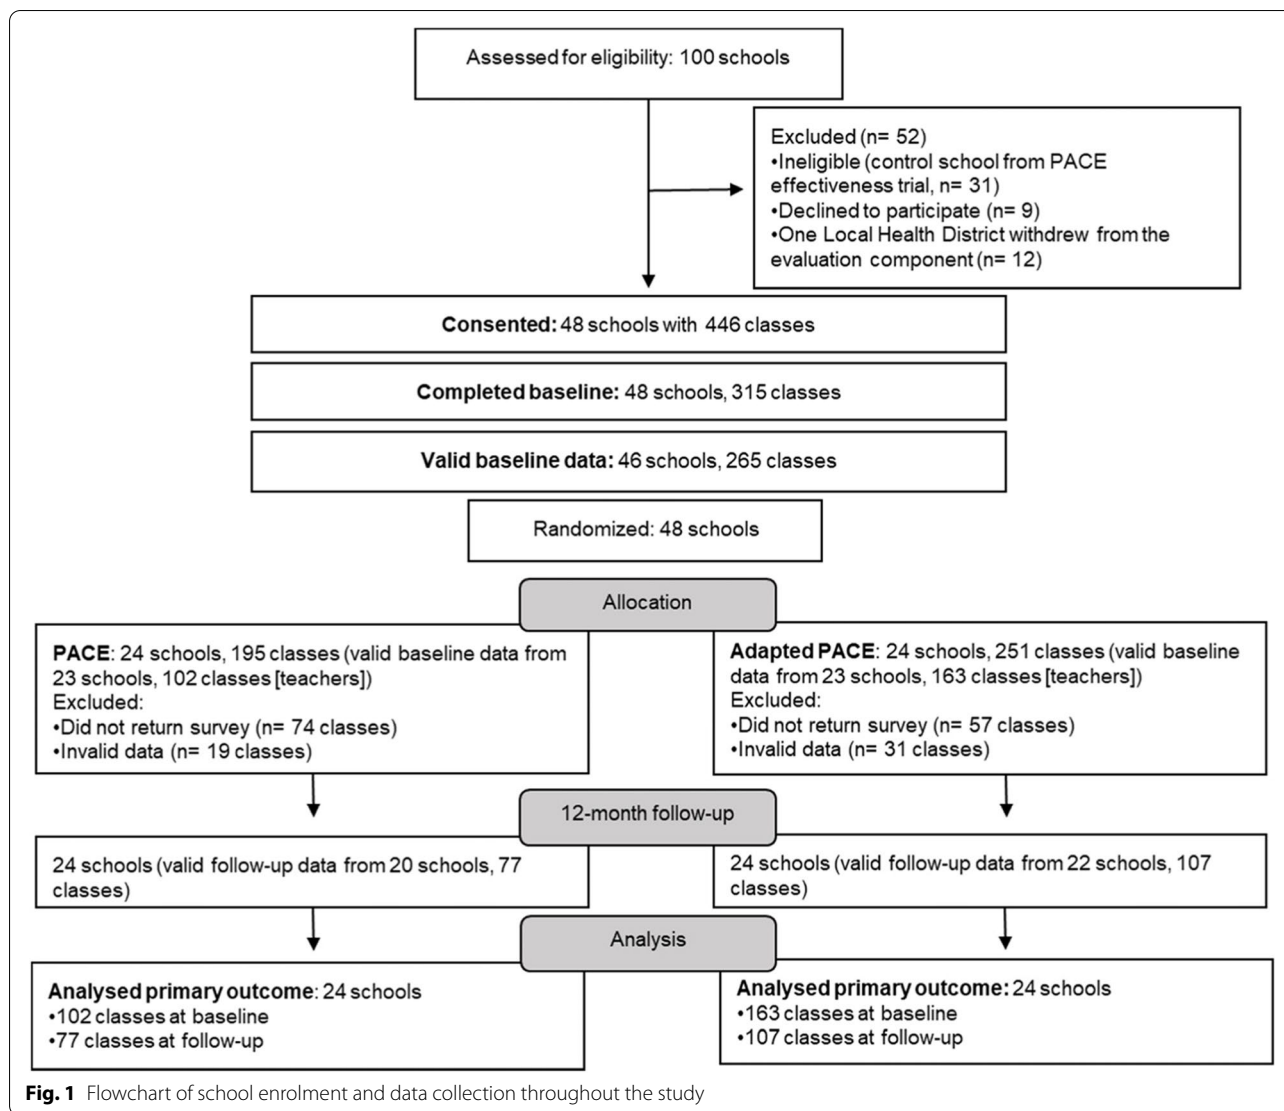 Assessed for eligibility: 100 schools
Excluded (n= 52)
•Ineligible (control school from PACE
effectiveness trial, n= 31)
•Declined to participate (n= 9)
•One Local Health District withdrew from the
evaluation component (n= 12)
Consented: 48 schools with 446 classes
Completed baseline: 48 schools, 315 classes
Valid baseline data: 46 schools, 265 classes
Randomized: 48 schools
Allocation
PACE: 24 schools, 195 classes (valid baseline data from
23 schools, 102 classes [teachers])
Excluded:
•Did not return survey (n= 74 classes)
•Invalid data (n= 19 classes)
Adapted PACE: 24 schools, 251 classes (valid baseline
data from 23 schools, 163 classes [teachers])
Excluded:
•Did not return survey (n= 57 classes)
•Invalid data (n= 31 classes)
12-month follow-up
24 schools (valid follow-up data from 20 schools, 77
classes)
24 schools (valid follow-up data from 22 schools, 107
classes)
Analysis
Analysed primary outcome: 24 schools
•102 classes at baseline
•77 classes at follow-up
Analysed primary outcome: 24 schools
•163 classes at baseline
•107 classes at follow-up
Fig. 1 Flowchart of school enrolment and data collection throughout the study